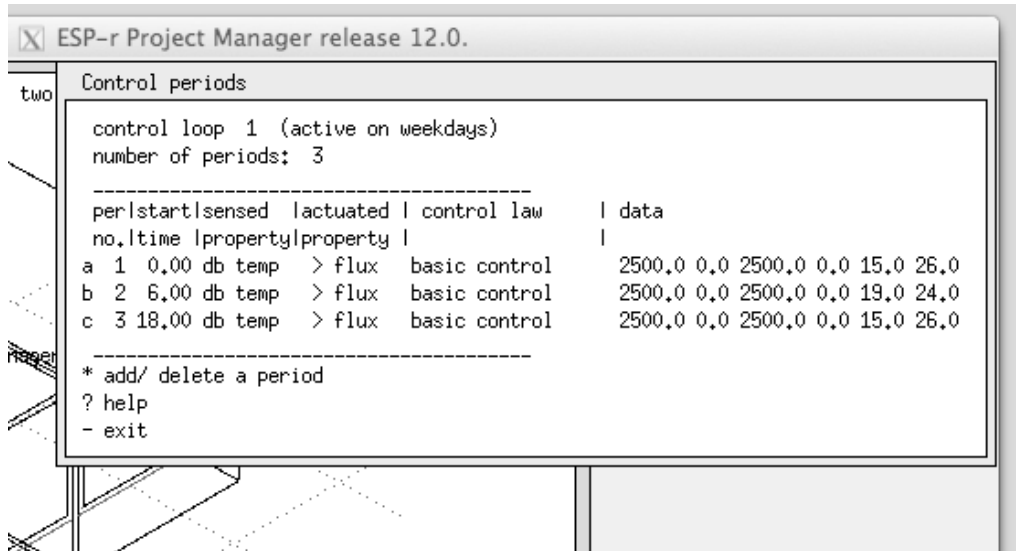 ESP-r Project Manager release 12.0.
Control periods
two
control loop 1 (active on weekdays)
number of periods: 3
per|start|sensed |actuated | control law | data
no.|time |property|property | |
a 1 0.00 db temp > flux basic control 2500.0 0.0 2500.0 0.0 15.0 26.0
b 2 6.00 db temp > flux basic control 2500.0 0.0 2500.0 0.0 19.0 24.0
c 3 18.00 db temp > flux basic control 2500.0 0.0 2500.0 0.0 15.0 26.0
* add/ delete a period
? help
- exit